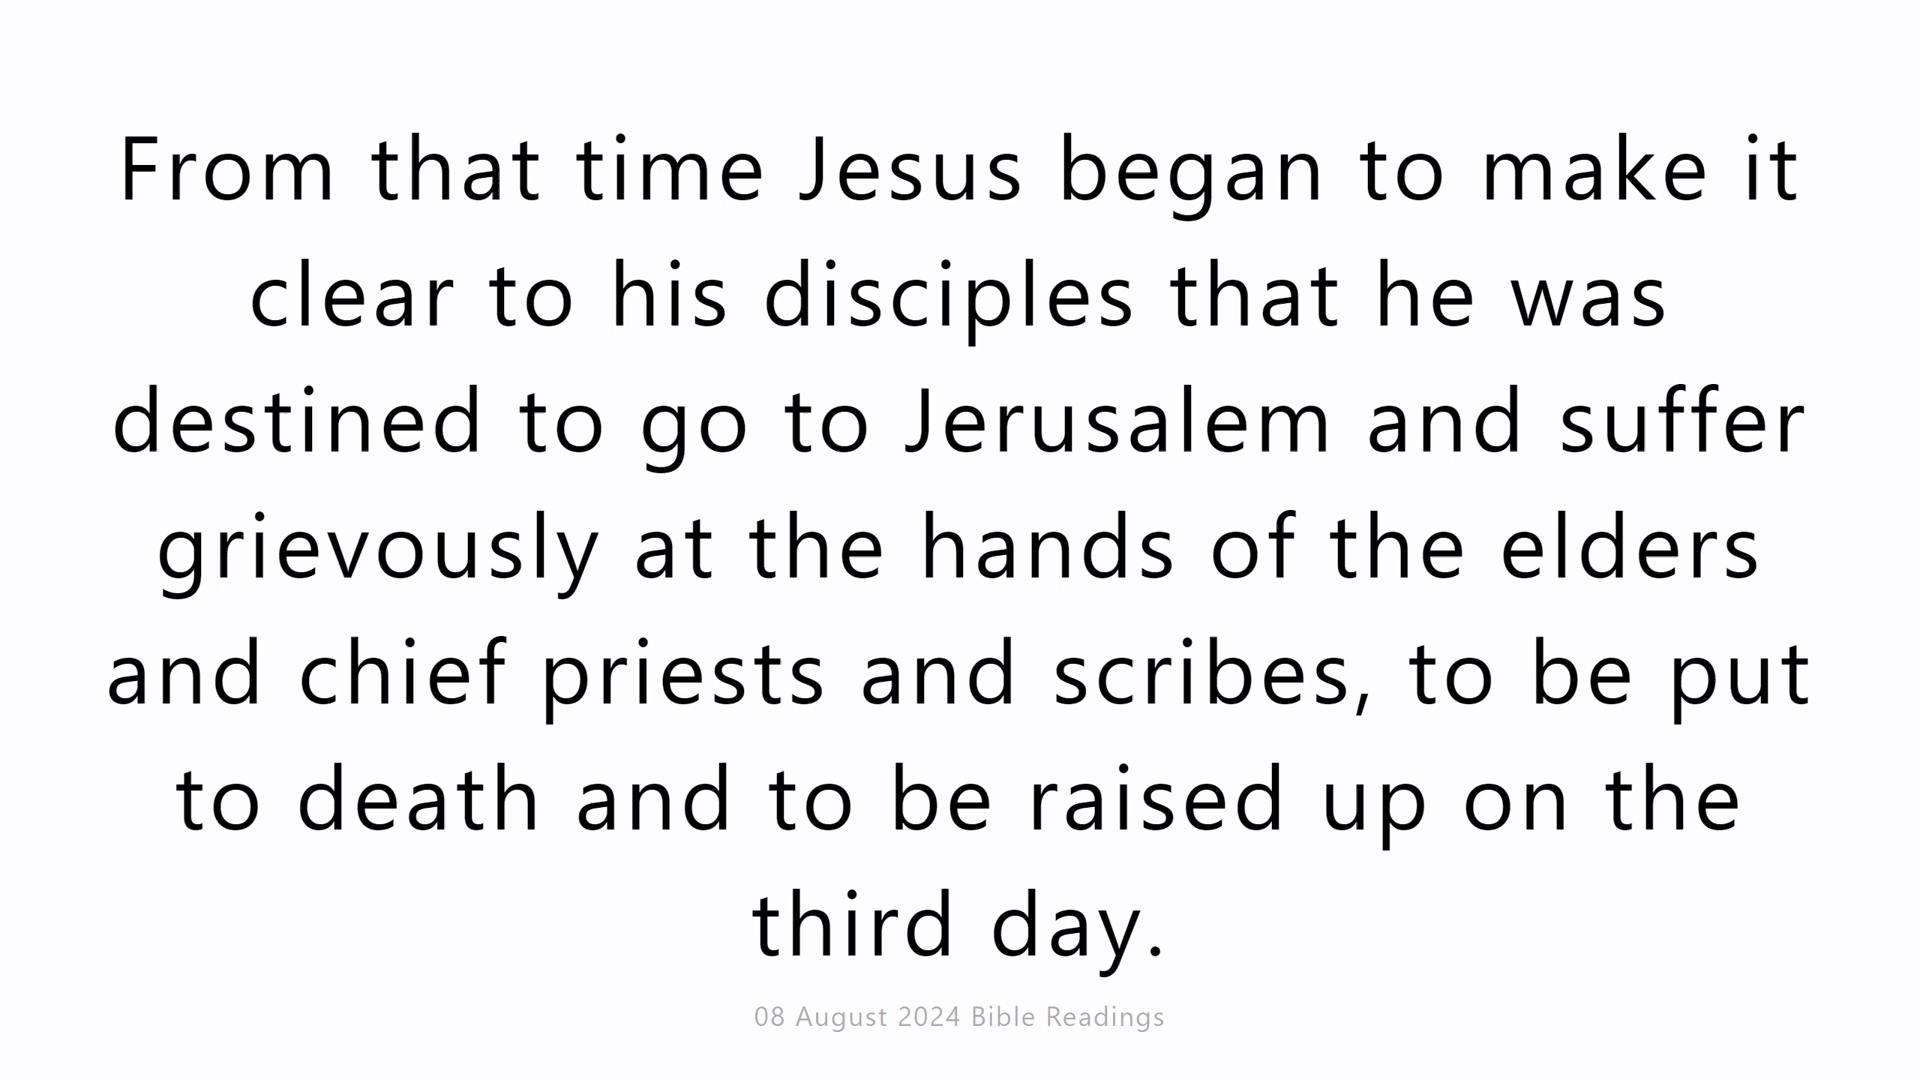 From that time Jesus began to make it
clear to his disciples that he was
destined to go to Jerusalem and suffer
grievously at the hands of the elders
and chief priests and scribes, to be put
to death and to be raised up on the
third day.
08 August 2024 Bible Readings